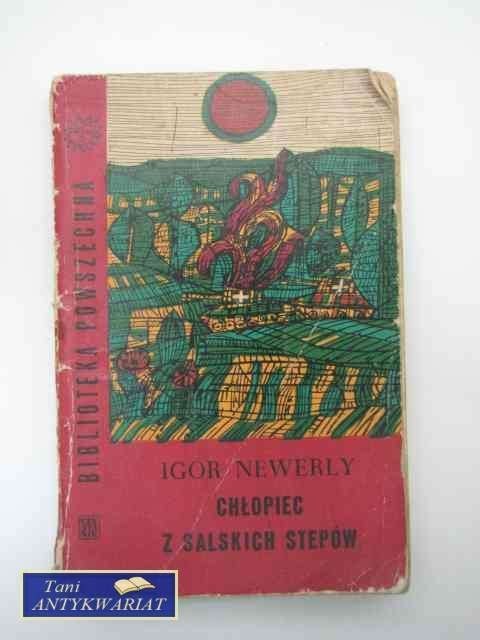 BIBLIOTEKA POWSZECHNA
IGOR NEWERLY
CHŁOPIEC
Z SALSKICH STEPÓW
Tani
ANTYKWARIAT